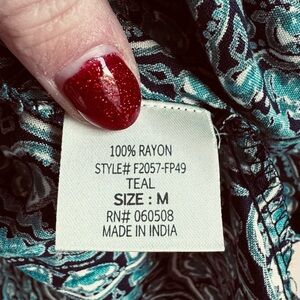 100% RAYON
STYLE# F2057-FP49
TEAL
SIZE : M
RN# 060508
MADE IN INDIA